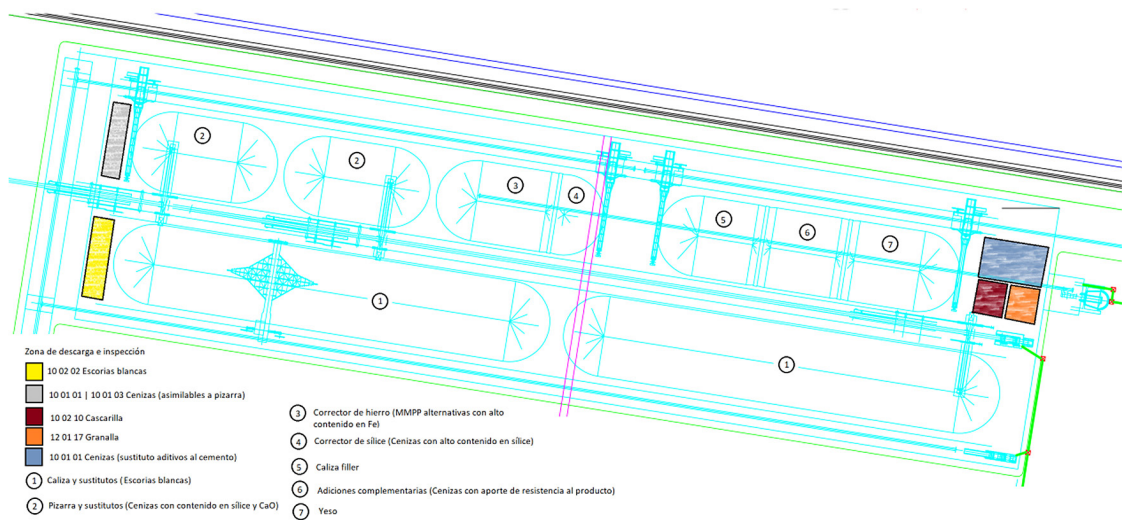 2
2
3
4
5
6
7
1
1
Zona de descarga e inspección
10 02 02 Escorias blancas
10 01 01 | 10 01 03 Cenizas (asimilables a pizarra)
10 02 10 Cascarilla
12 01 17 Granalla
10 01 01 Cenizas (sustituto aditivos al cemento)
1 Caliza y sustitutos (Escorias blancas)
2 Pizarra y sustitutos (Cenizas con contenido en sílice y CaO)
3 Corrector de hierro (MMPP alternativas con alto
contenido en Fe)
4 Corrector de sílice (Cenizas con alto contenido en sílice)
5 Caliza filler
6 Adiciones complementarias (Cenizas con aporte de resistencia al producto)
7 Yeso